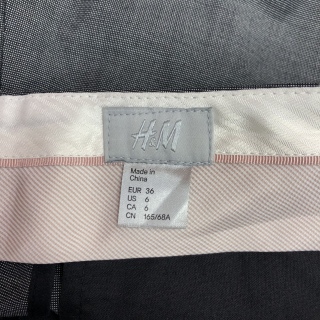 H&M
Made in
China
EUR 36
US 6
CA 6
CN 165/68A